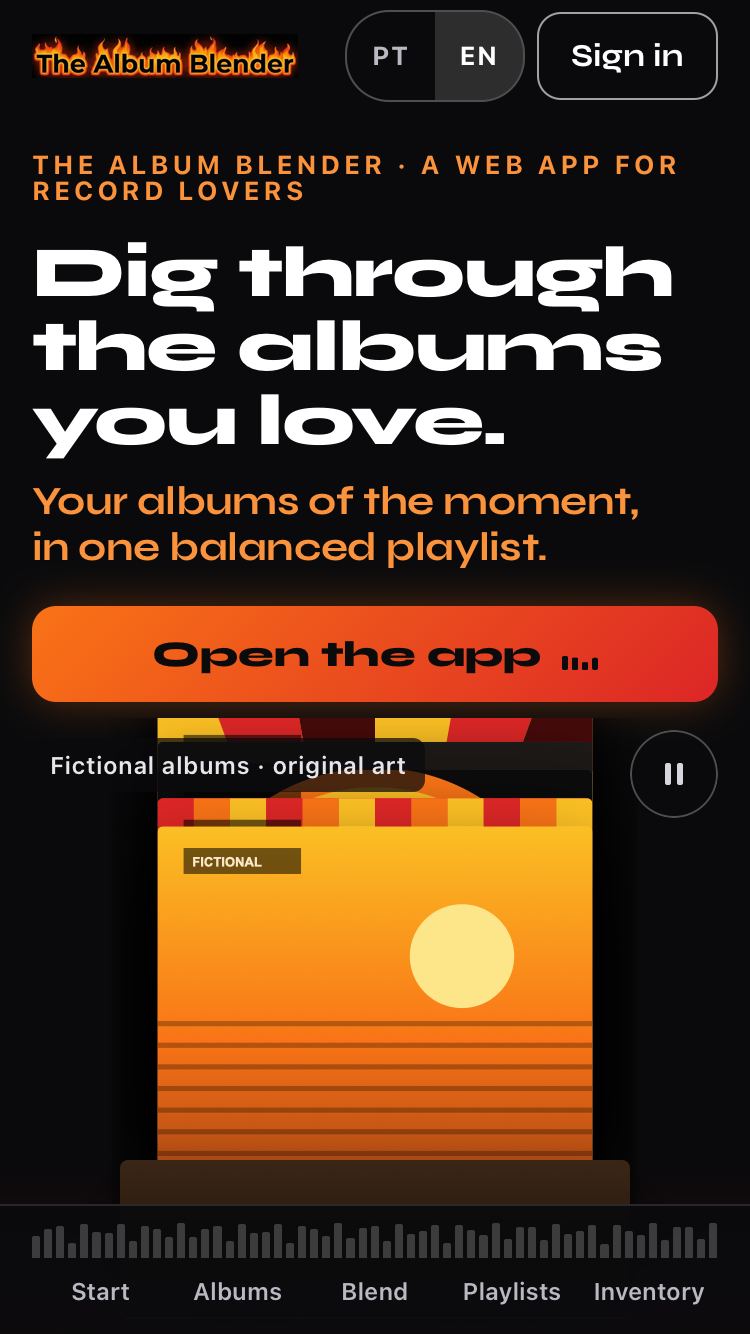 The Album Blender
PT EN
Sign in
THE ALBUM BLENDER · A WEB APP FOR
RECORD LOVERS
Dig through
the albums
you love.
Your albums of the moment,
in one balanced playlist.
Open the app
Fictional albums · original art
FICTIONAL
Start Albums Blend Playlists Inventory